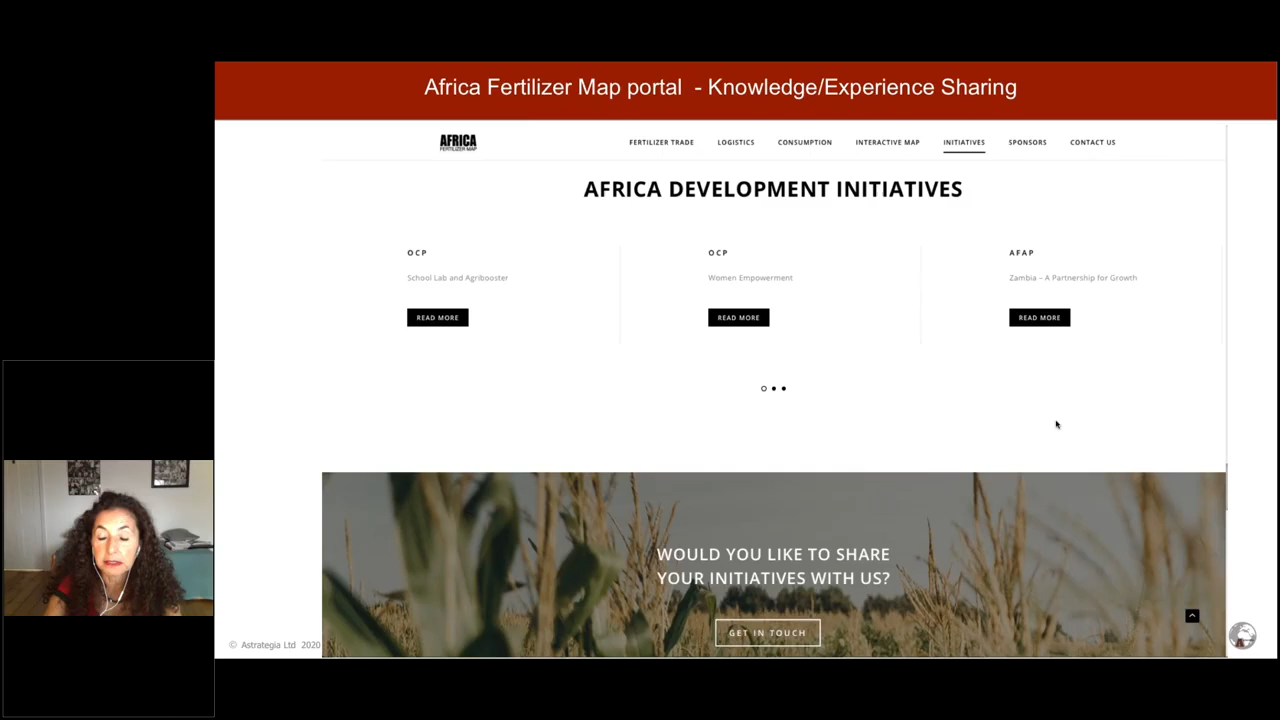 Africa Fertilizer Map portal - Knowledge/Experience Sharing
AFRICA
FERTILIZER MAP
FERTILIZER TRADE LOGISTICS CONSUMPTION INTERACTIVE MAP INITIATIVES SPONSORS CONTACT US
AFRICA DEVELOPMENT INITIATIVES
OCP
School Lab and Agribooster
READ MORE
OCP
Women Empowerment
READ MORE
AFAP
Zambia – A Partnership for Growth
READ MORE
WOULD YOU LIKE TO SHARE
YOUR INITIATIVES WITH US?
GET IN TOUCH
© Astrategia Ltd 2020